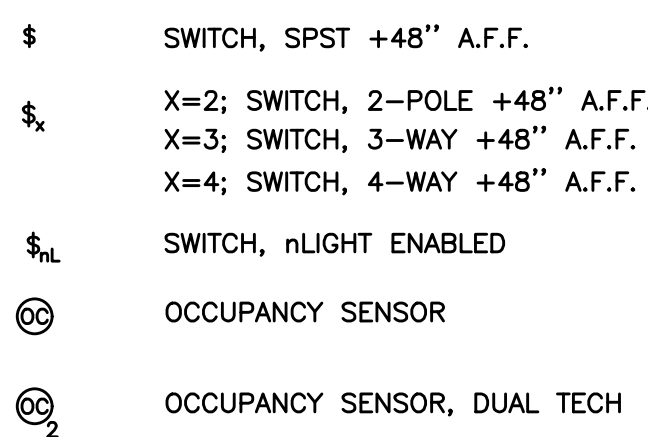 $ SWITCH, SPST +48'' A.F.F.
$x X=2; SWITCH, 2-POLE +48'' A.F.F.
X=3; SWITCH, 3-WAY +48'' A.F.F.
X=4; SWITCH, 4-WAY +48'' A.F.F.
$nL SWITCH, nLIGHT ENABLED
OC OCCUPANCY SENSOR
OC2 OCCUPANCY SENSOR, DUAL TECH